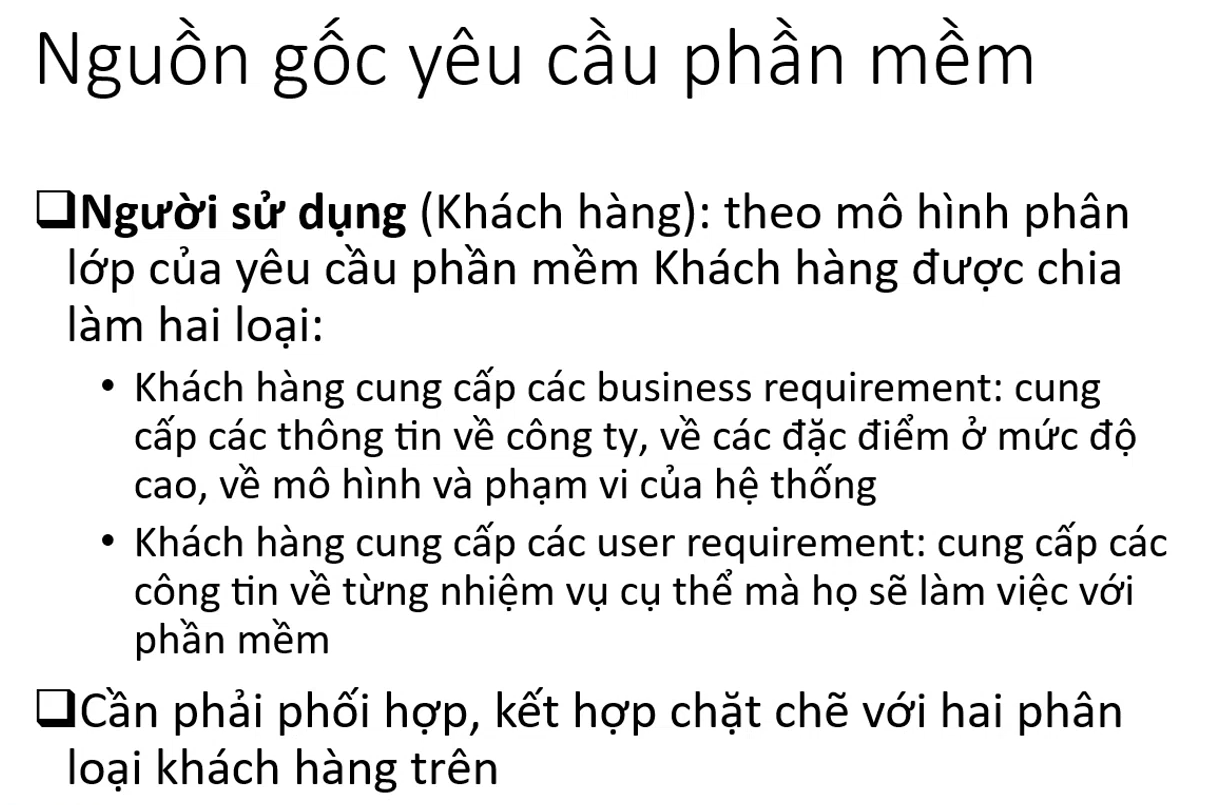 Nguồn gốc yêu cầu phần mềm
❑Người sử dụng (Khách hàng): theo mô hình phân
lớp của yêu cầu phần mềm Khách hàng được chia
làm hai loại:
• Khách hàng cung cấp các business requirement: cung
cấp các thông tin về công ty, về các đặc điểm ở mức độ
cao, về mô hình và phạm vi của hệ thống
• Khách hàng cung cấp các user requirement: cung cấp các
công tin về từng nhiệm vụ cụ thể mà họ sẽ làm việc với
phần mềm
❑Cần phải phối hợp, kết hợp chặt chẽ với hai phân
loại khách hàng trên